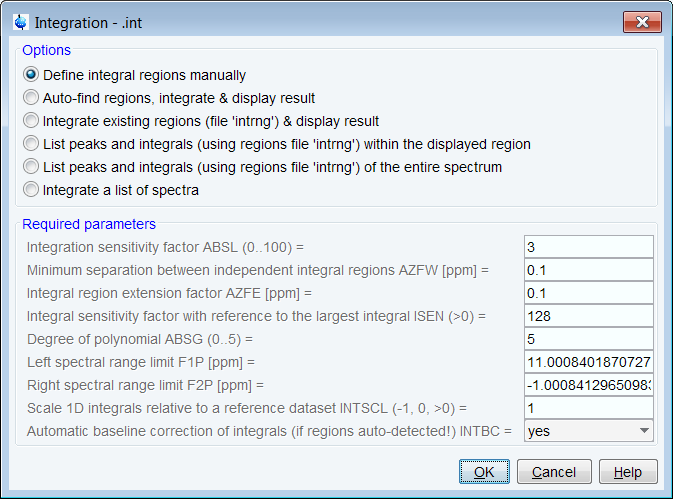 Integration - .int
Options
Define integral regions manually
Auto-find regions, integrate & display result
Integrate existing regions (file 'intrng') & display result
List peaks and integrals (using regions file 'intrng') within the displayed region
List peaks and integrals (using regions file 'intrng') of the entire spectrum
Integrate a list of spectra
Required parameters
Integration sensitivity factor ABSL (0..100) = 3
Minimum separation between independent integral regions AZFW [ppm] = 0.1
Integral region extension factor AZFE [ppm] = 0.1
Integral sensitivity factor with reference to the largest integral ISEN (>0) = 128
Degree of polynomial ABSG (0..5) = 5
Left spectral range limit F1P [ppm] = 11.0008401870727
Right spectral range limit F2P [ppm] = -1.0008412965098
Scale 1D integrals relative to a reference dataset INTSCL (-1, 0, >0) = 1
Automatic baseline correction of integrals (if regions auto-detected!) INTBC = yes
OK Cancel Help